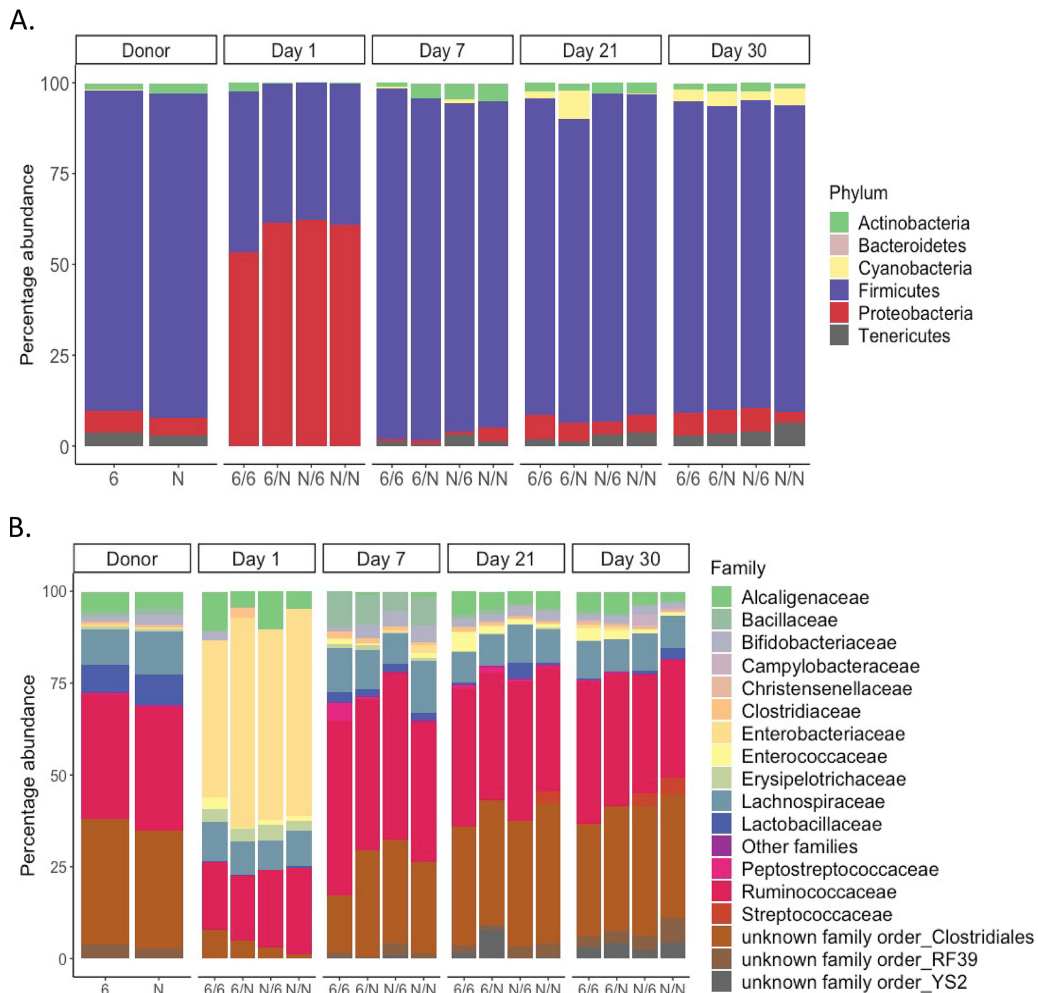 A.
Donor Day 1 Day 7 Day 21 Day 30
100
75
50
25
0
Percentage abundance
6 N 6/6 6/N N/6 N/N 6/6 6/N N/6 N/N 6/6 6/N N/6 N/N 6/6 6/N N/6 N/N
Phylum
Actinobacteria
Bacteroidetes
Cyanobacteria
Firmicutes
Proteobacteria
Tenericutes
B.
Donor Day 1 Day 7 Day 21 Day 30
100
75
50
25
0
Percentage abundance
6 N 6/6 6/N N/6 N/N 6/6 6/N N/6 N/N 6/6 6/N N/6 N/N 6/6 6/N N/6 N/N
Family
Alcaligenaceae
Bacillaceae
Bifidobacteriaceae
Campylobacteraceae
Christensenellaceae
Clostridiaceae
Enterobacteriaceae
Enterococcaceae
Erysipelotrichaceae
Lachnospiraceae
Lactobacillaceae
Other families
Peptostreptococcaceae
Ruminococcaceae
Streptococcaceae
unknown family order_Clostridiales
unknown family order_RF39
unknown family order_YS2